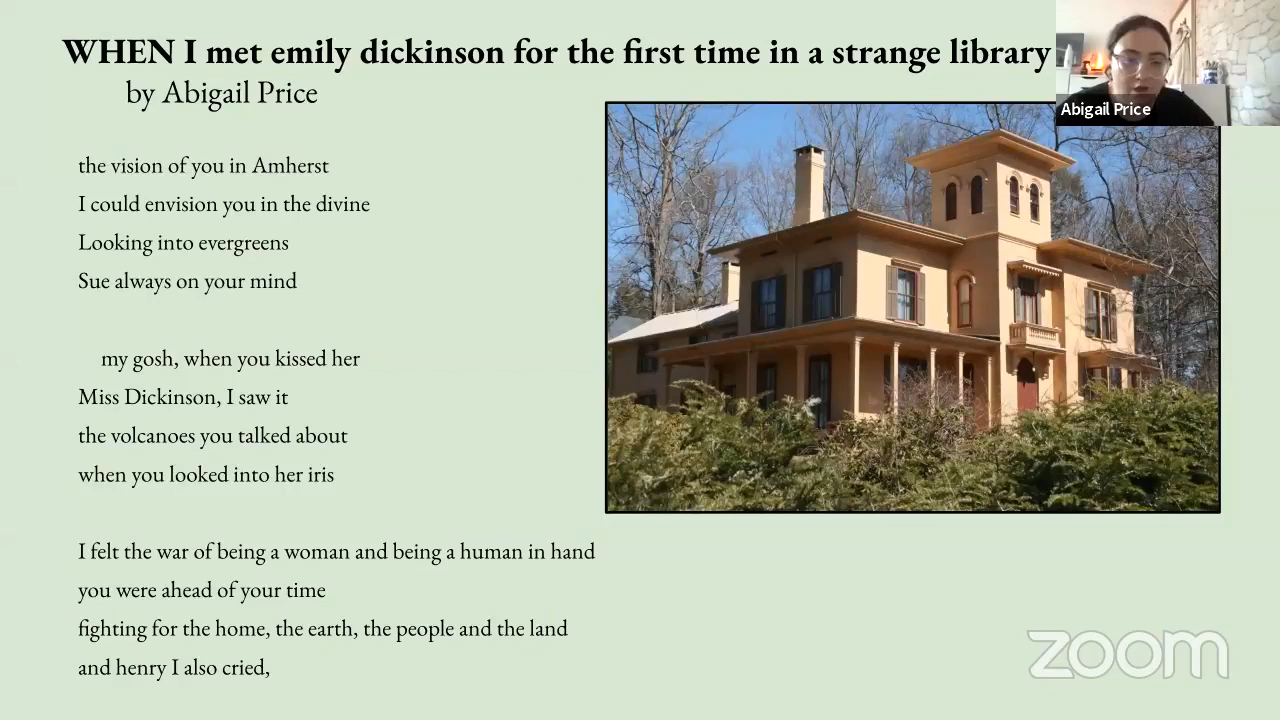 WHEN I met emily dickinson for the first time in a strange library
by Abigail Price
Abigail Price
the vision of you in Amherst
I could envision you in the divine
Looking into evergreens
Sue always on your mind
my gosh, when you kissed her
Miss Dickinson, I saw it
the volcanoes you talked about
when you looked into her iris
I felt the war of being a woman and being a human in hand
you were ahead of your time
fighting for the home, the earth, the people and the land
and henry I also cried,
zoom